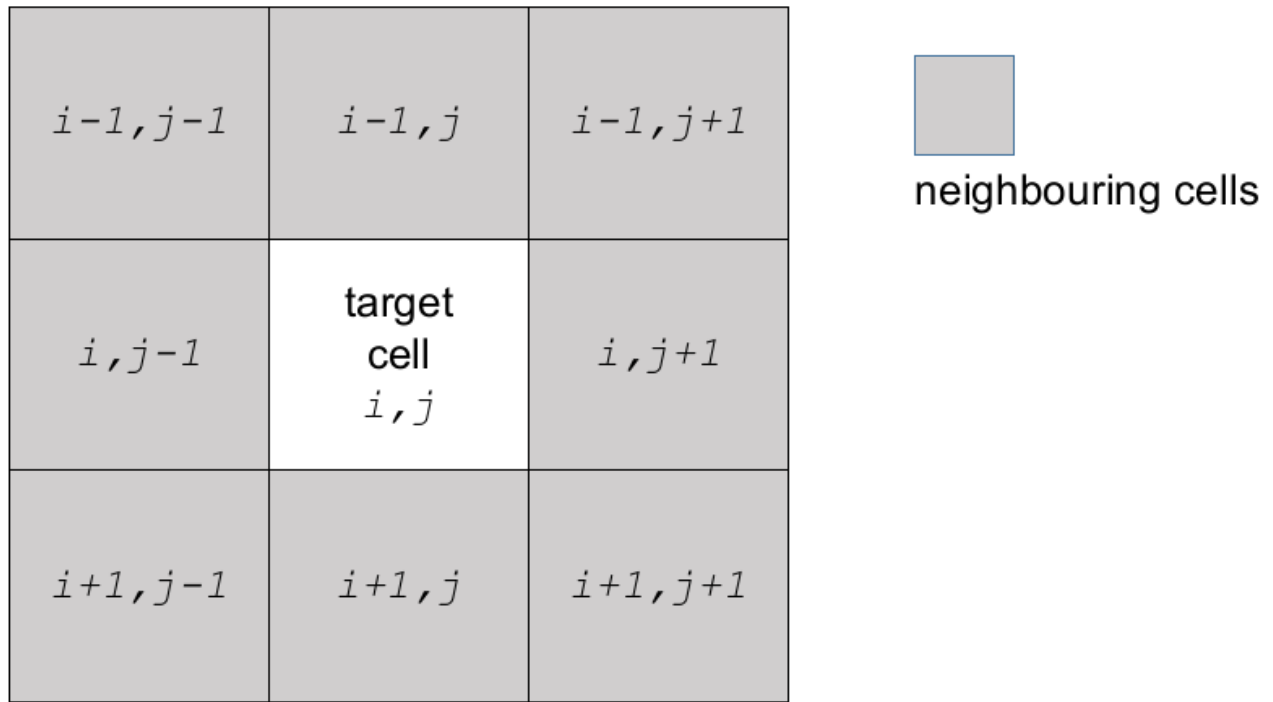 i-1,j-1
i-1,j
i-1,j+1
neighbouring cells
i,j-1
target
cell
i,j
i,j+1
i+1,j-1
i+1,j
i+1,j+1